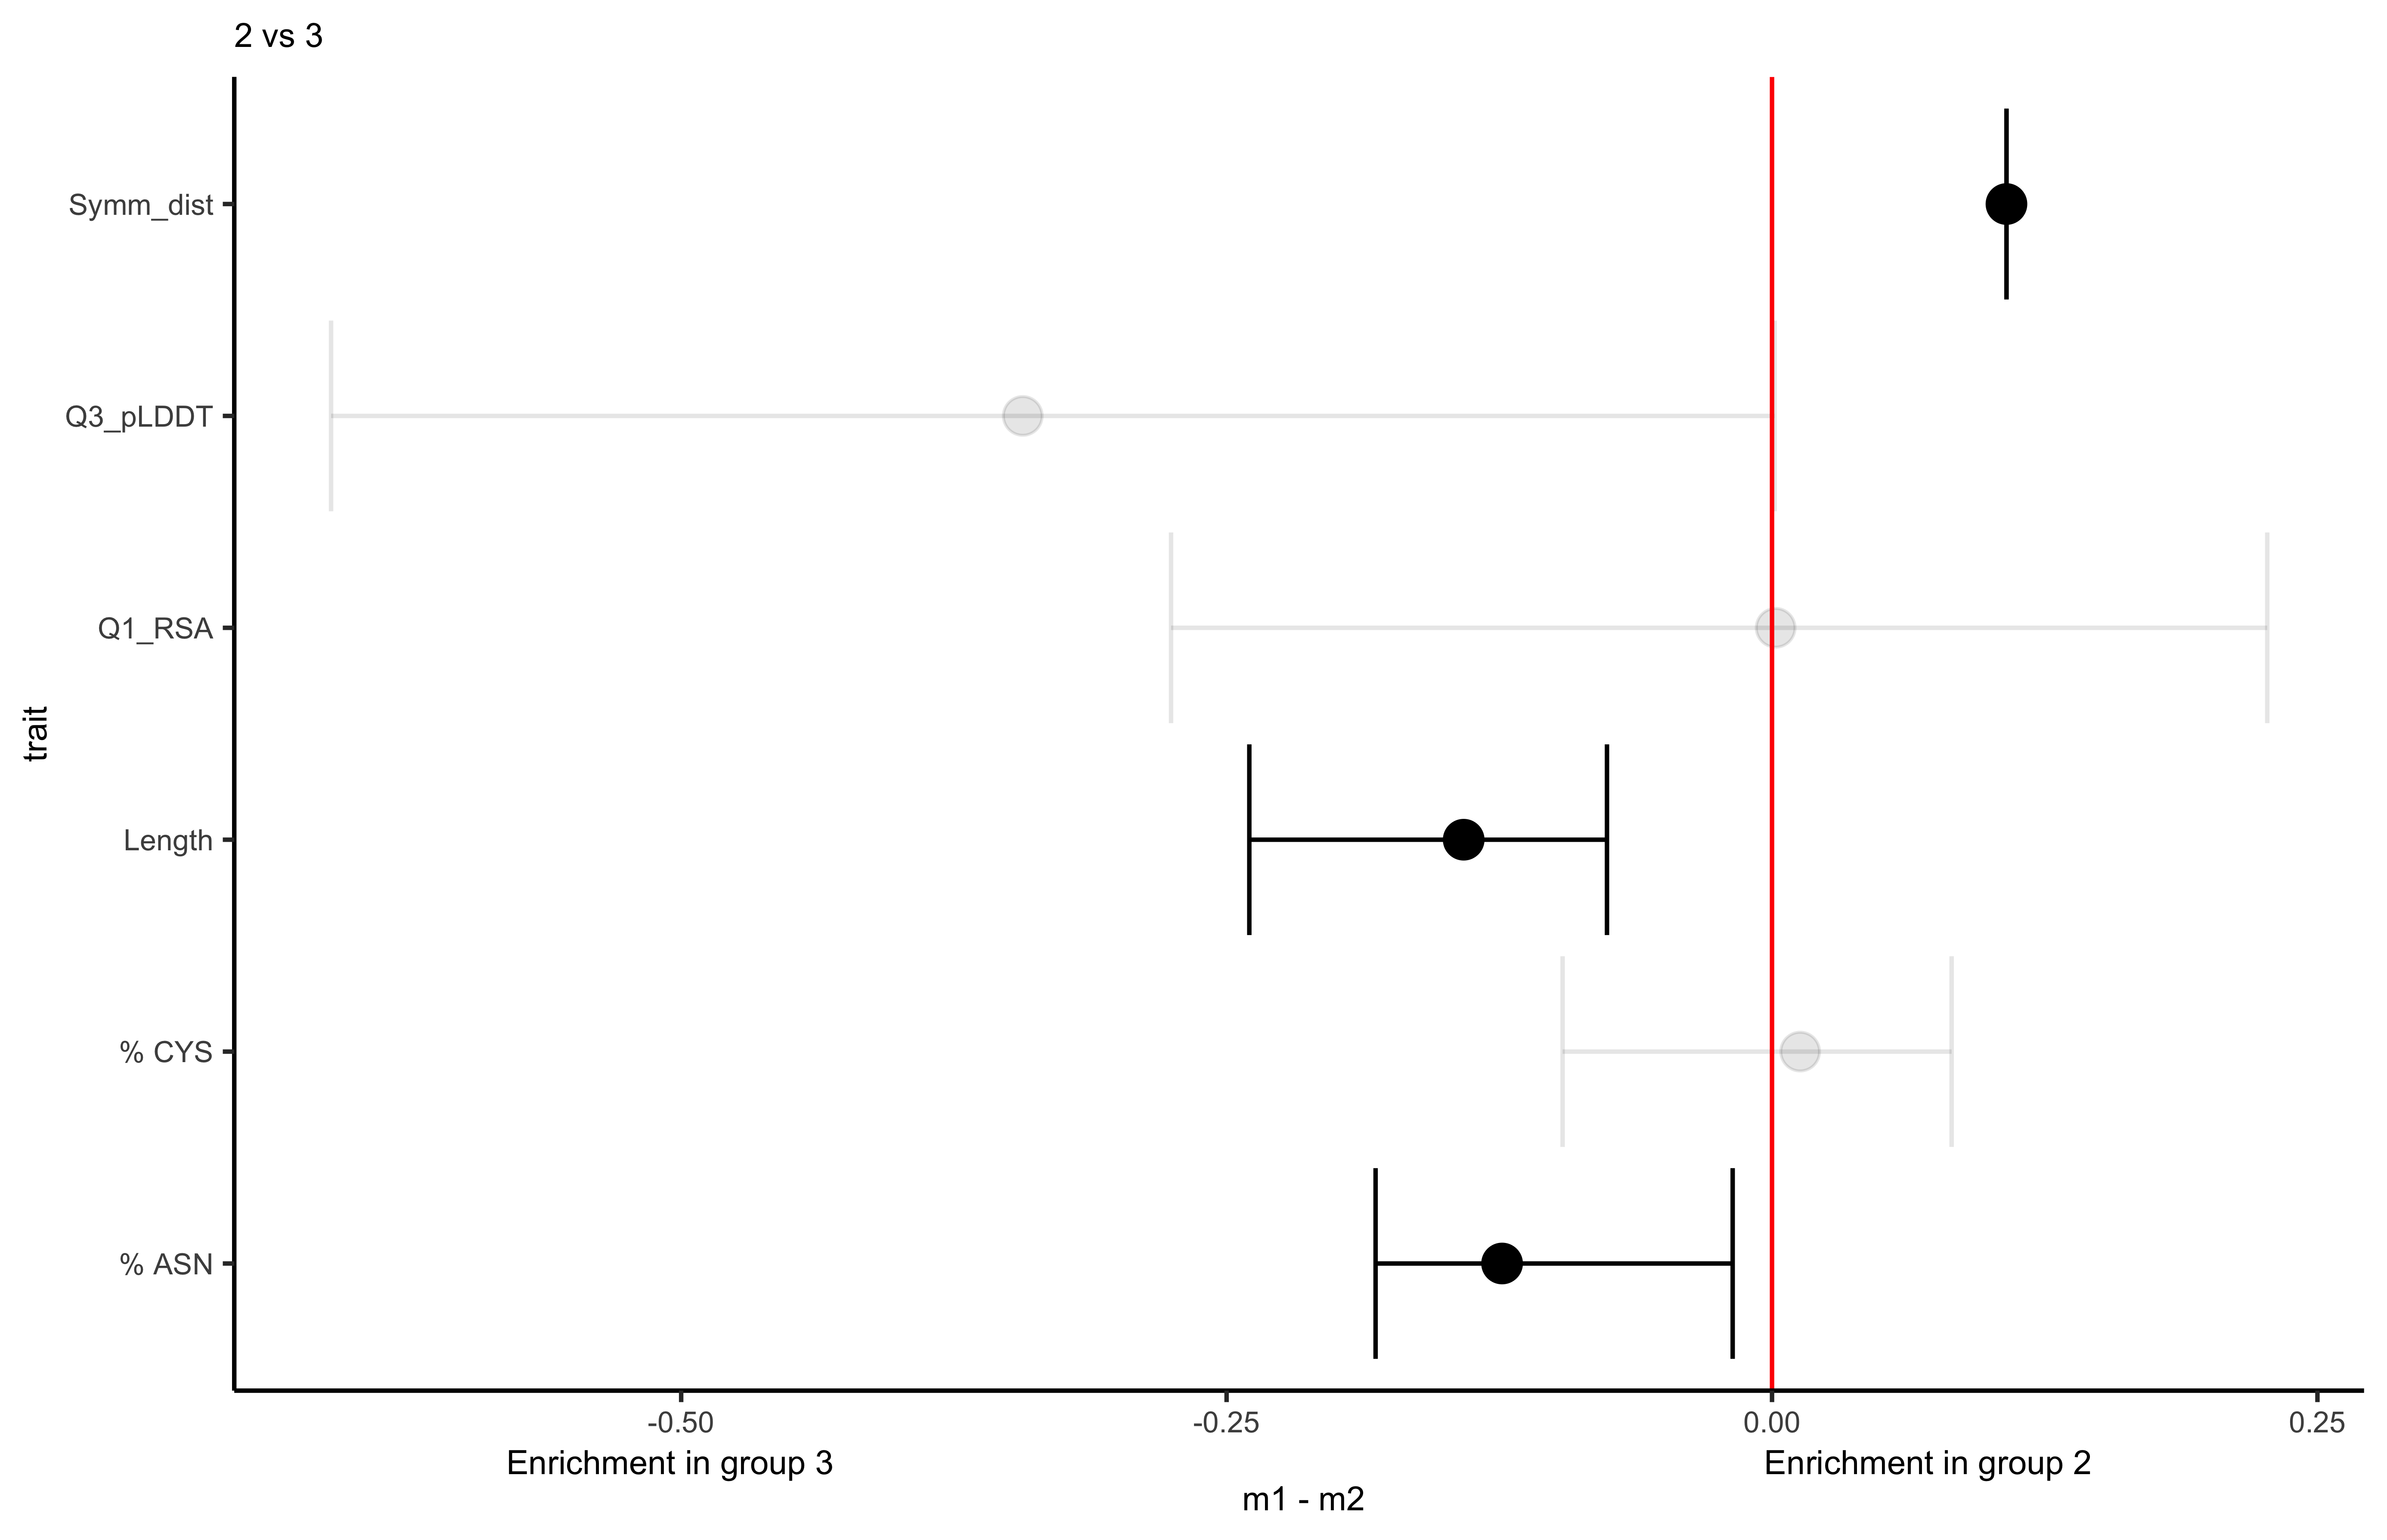 2 vs 3
Symm_dist
Q3_pLDDT
Q1_RSA
Length
% CYS
% ASN
trait
-0.50
-0.25
0.00
0.25
Enrichment in group 3
Enrichment in group 2
m1 - m2